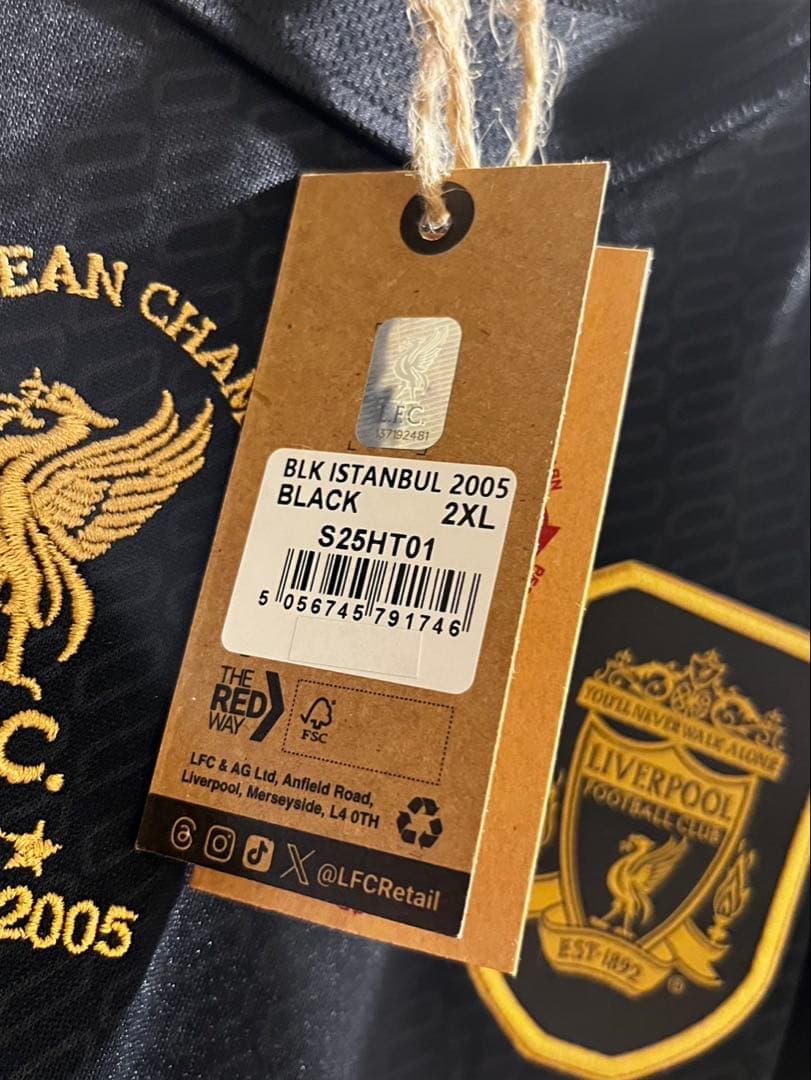 EAN CHAM
L.F.C.
137192481
BLK ISTANBUL 2005
BLACK 2XL
S25HT01
5 056745 791746
THE
RED
WAY
FSC
LFC & AG Ltd, Anfield Road,
Liverpool, Merseyside, L4 0TH
@LFCRetail
C.
2005
YOU'LL NEVER WALK ALONE
LIVERPOOL
FOOTBALL CLUB
EST·1892